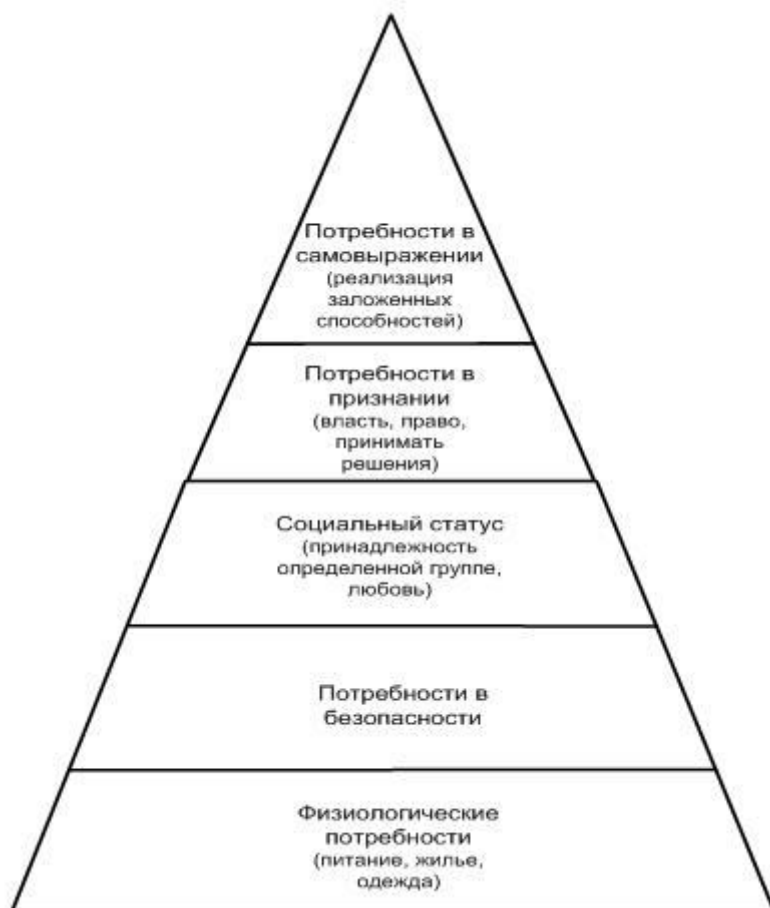 Потребности в
самовыражении
(реализация
заложенных
способностей)
Потребности в
признании
(власть, право,
принимать
решения)
Социальный статус
(принадлежность
определенной группе,
любовь)
Потребности в
безопасности
Физиологические
потребности
(питание, жилье,
одежда)